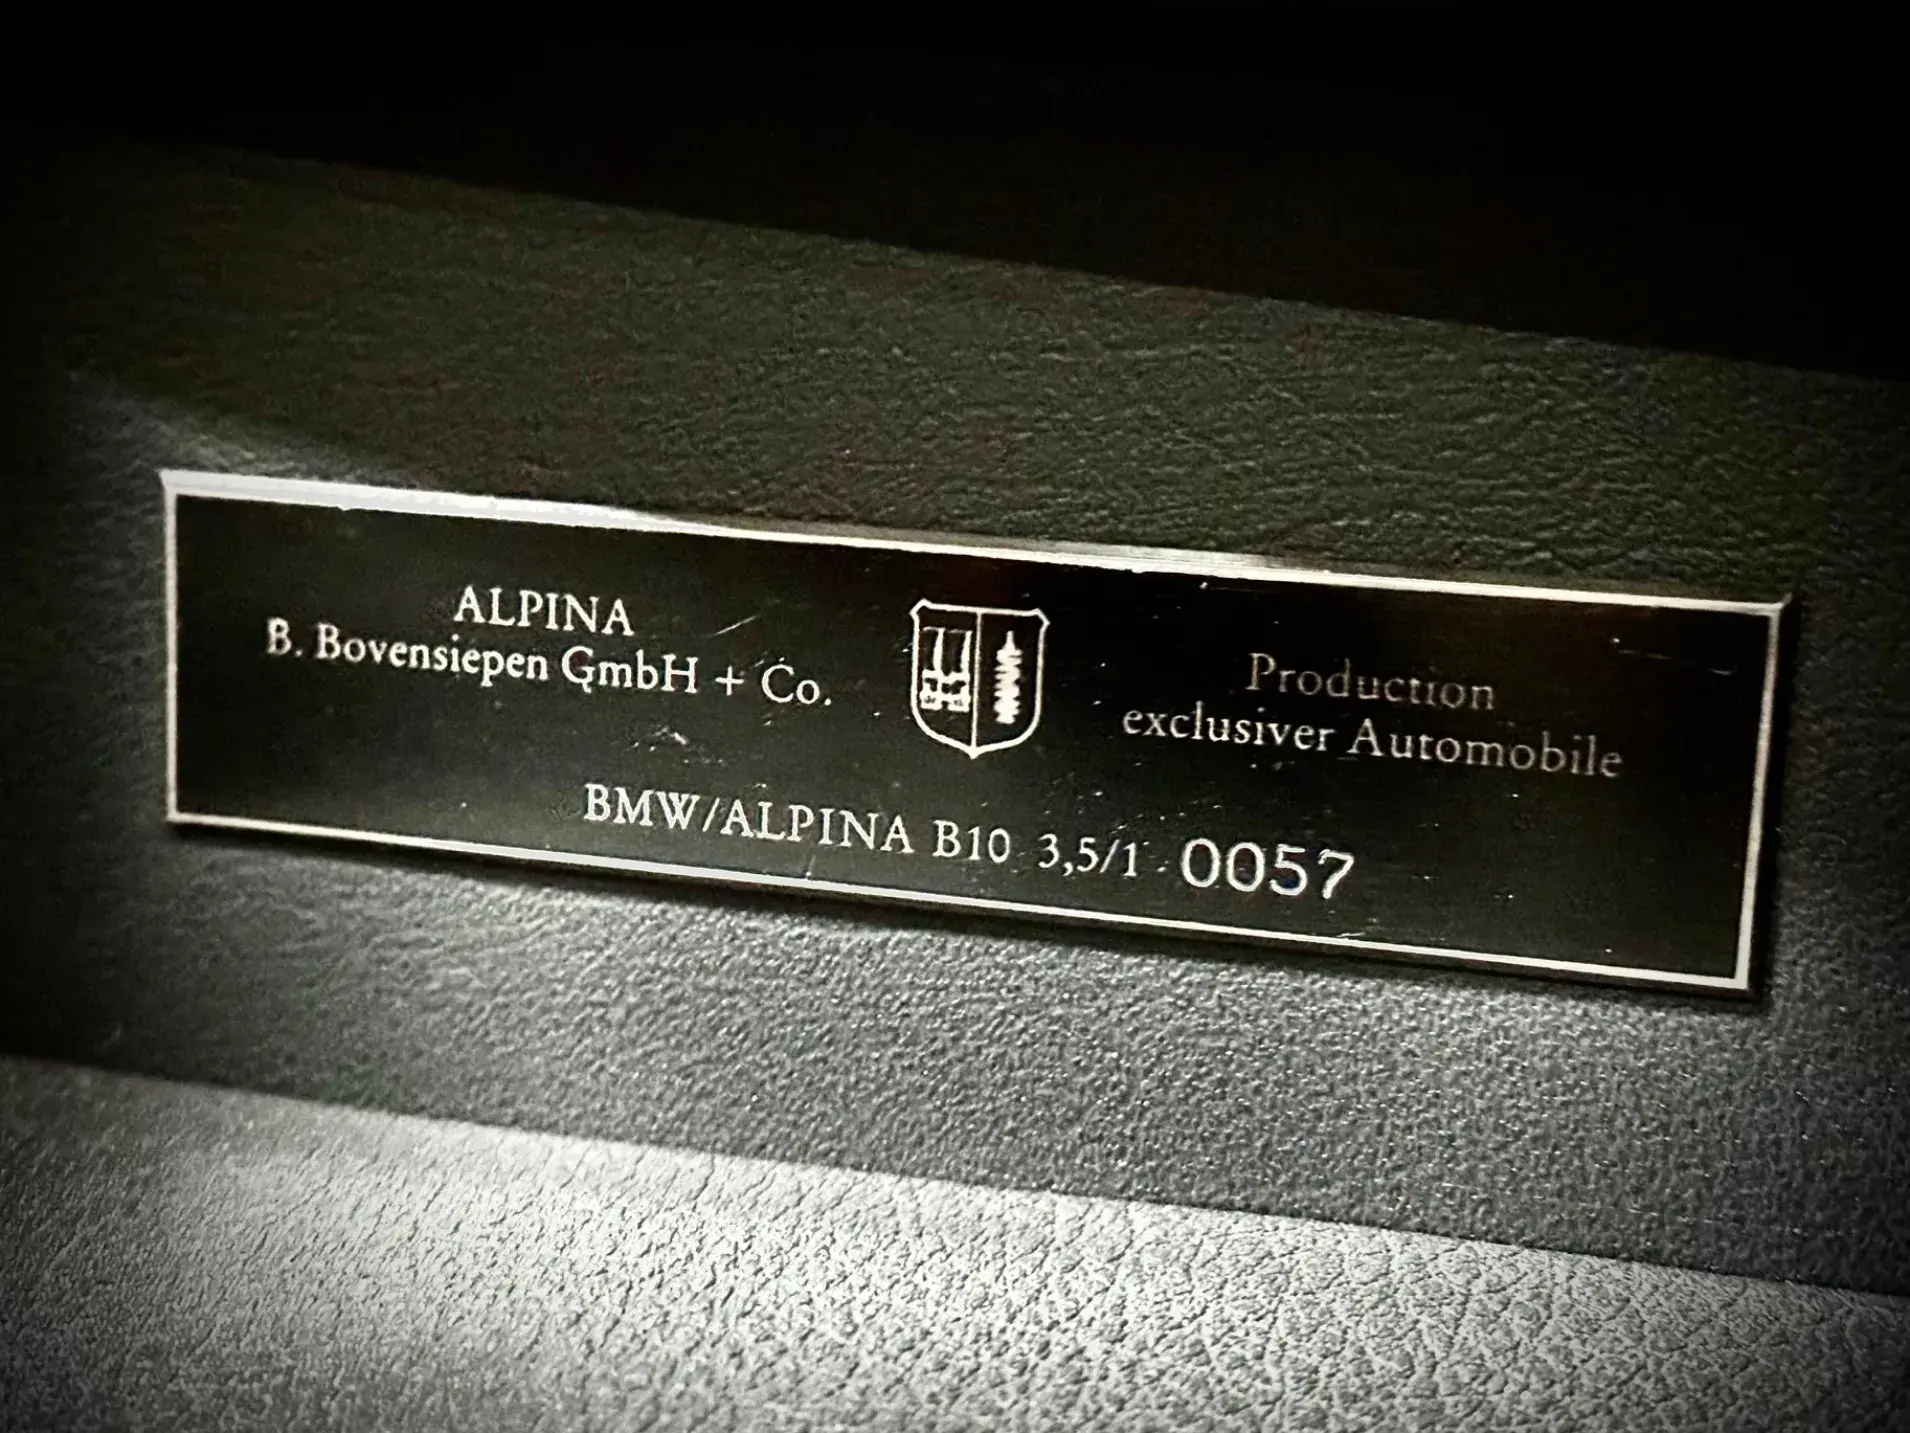 ALPINA
B. Bovensiepen GmbH + Co.
Production
exclusiver Automobile
BMW/ALPINA B10 3,5/1 0057